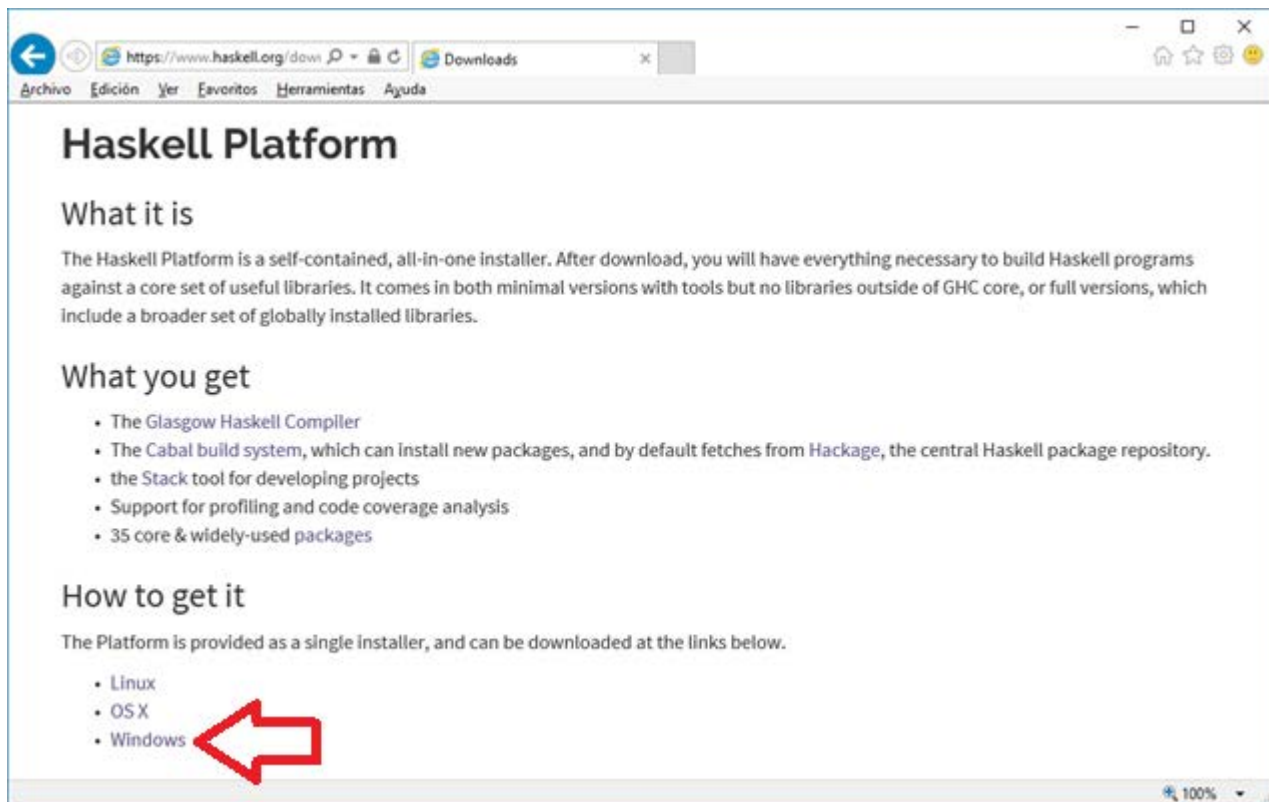 https://www.haskell.org/dow
Downloads
Archivo Edición Ver Favoritos Herramientas Ayuda
Haskell Platform
What it is
The Haskell Platform is a self-contained, all-in-one installer. After download, you will have everything necessary to build Haskell programs
against a core set of useful libraries. It comes in both minimal versions with tools but no libraries outside of GHC core, or full versions, which
include a broader set of globally installed libraries.
What you get
• The Glasgow Haskell Compiler
• The Cabal build system, which can install new packages, and by default fetches from Hackage, the central Haskell package repository.
• the Stack tool for developing projects
• Support for profiling and code coverage analysis
• 35 core & widely-used packages
How to get it
The Platform is provided as a single installer, and can be downloaded at the links below.
• Linux
• OS X
• Windows
100%